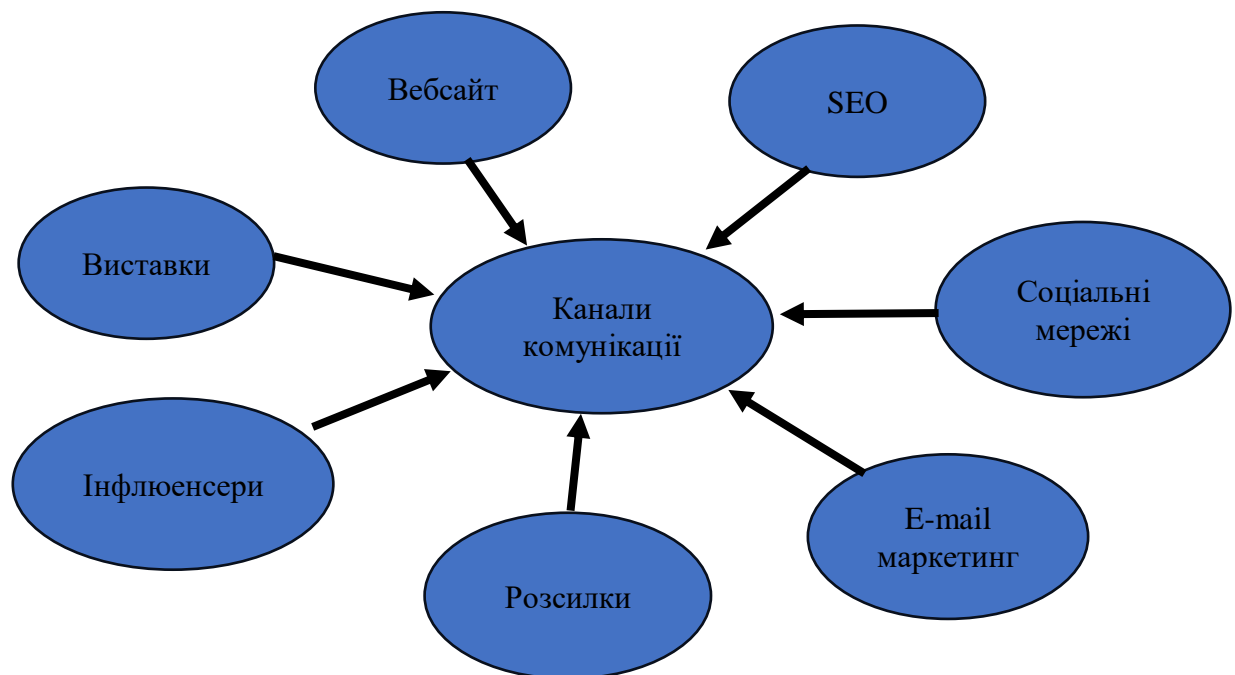 Вебсайт
SEO
Виставки
Канали
комунікації
Соціальні
мережі
Інфлюенсери
Розсилки
E-mail
маркетинг